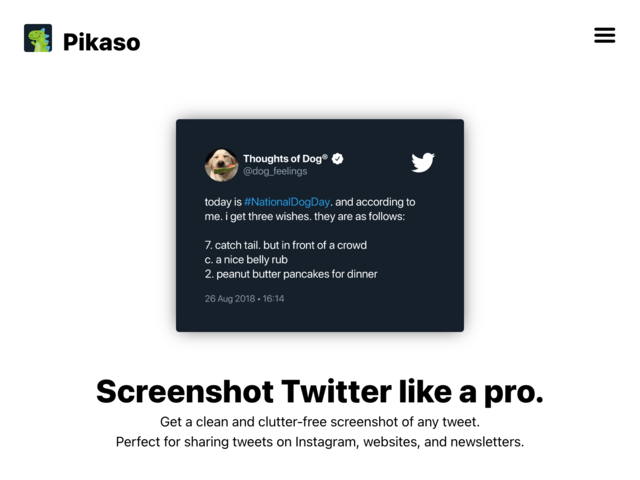 Pikaso
Thoughts of Dog®
@dog_feelings
today is #NationalDogDay. and according to
me. i get three wishes. they are as follows:
7. catch tail. but in front of a crowd
c. a nice belly rub
2. peanut butter pancakes for dinner
26 Aug 2018 • 16:14
Screenshot Twitter like a pro.
Get a clean and clutter-free screenshot of any tweet.
Perfect for sharing tweets on Instagram, websites, and newsletters.